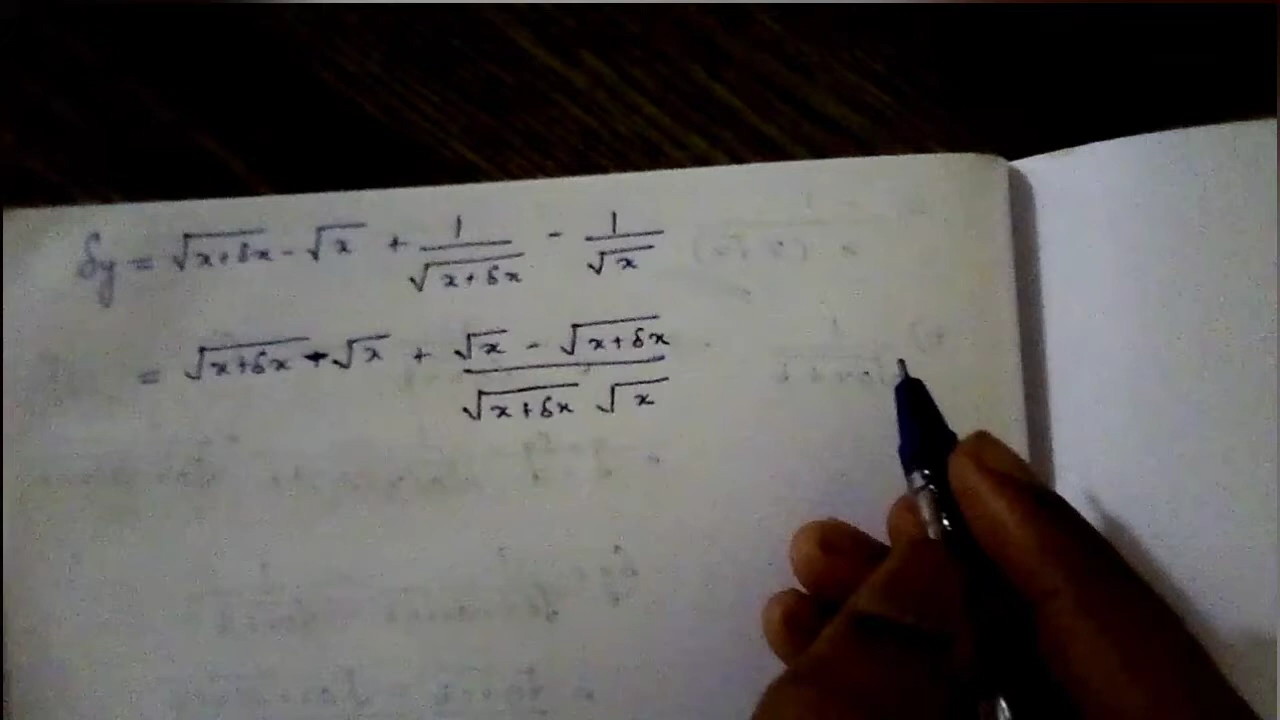 δy = √(x+δx) - √x + 1/√(x+δx) - 1/√x
= √(x+δx) - √x + (√x - √(x+δx))/(√(x+δx) √x)